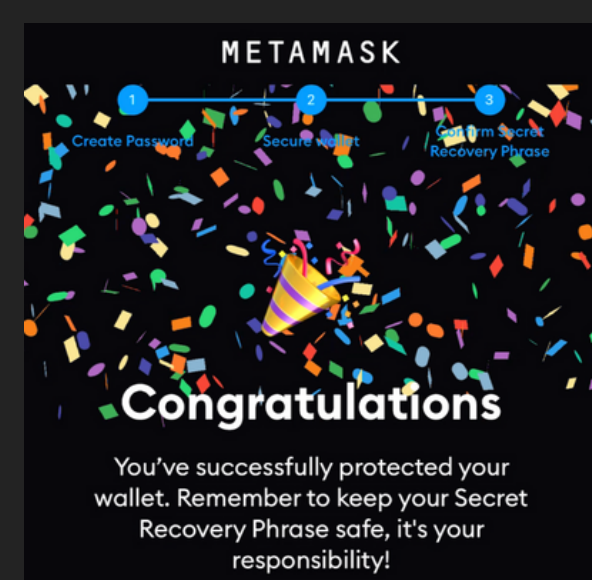 METAMASK
1 2 3
Create Password Secure wallet Confirm Secret
Recovery Phrase
Congratulations
You’ve successfully protected your
wallet. Remember to keep your Secret
Recovery Phrase safe, it's your
responsibility!